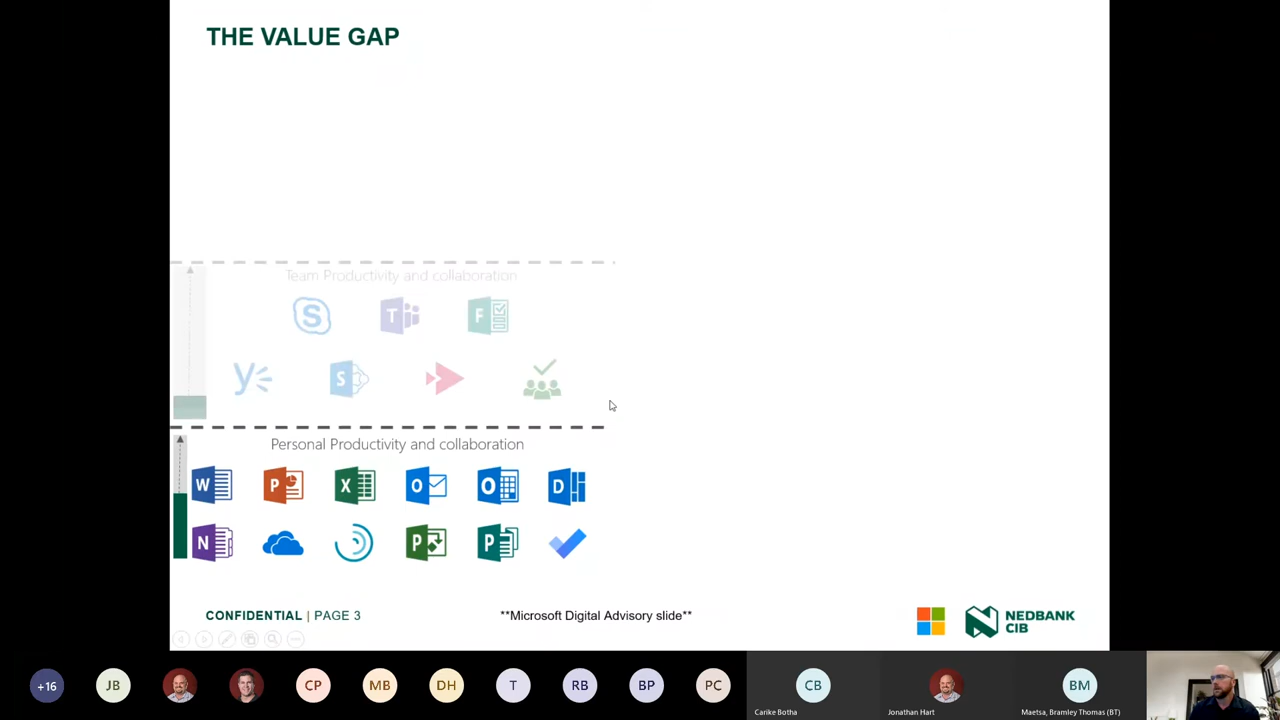 THE VALUE GAP
Team Productivity and collaboration
S
T
F
y
S
Personal Productivity and collaboration
W
P
X
O
O
D
N
P
P
CONFIDENTIAL | PAGE 3
**Microsoft Digital Advisory slide**
NEDBANK
CIB
+16
JB
CP
MB
DH
T
RB
BP
PC
CB
BM
Carike Botha
Jonathan Hart
Maetsa, Bramley Thomas (BT)